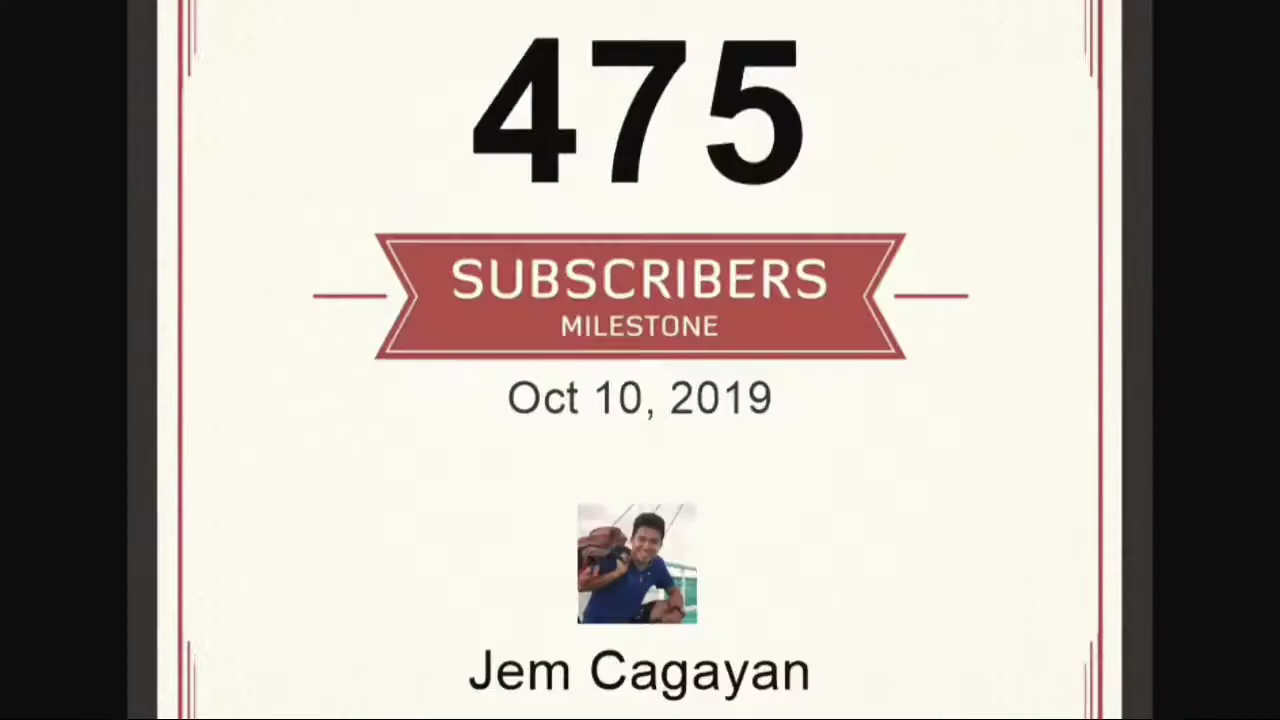 475
SUBSCRIBERS
MILESTONE
Oct 10, 2019
Jem Cagayan